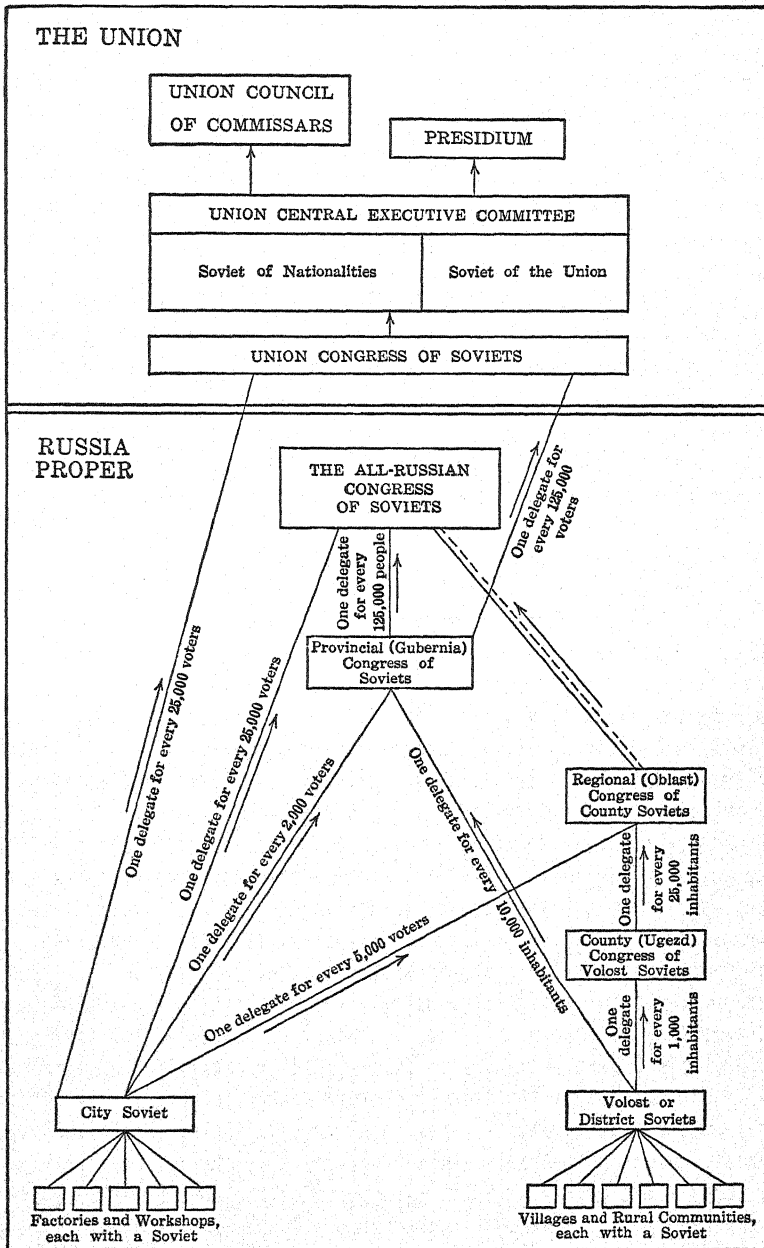 THE UNION
UNION COUNCIL
OF COMMISSARS
PRESIDIUM
UNION CENTRAL EXECUTIVE COMMITTEE
Soviet of Nationalities
Soviet of the Union
UNION CONGRESS OF SOVIETS
RUSSIA
PROPER
THE ALL-RUSSIAN
CONGRESS
OF SOVIETS
One delegate for
every 125,000
voters
One delegate
for every
125,000 people
Provincial (Gubernia)
Congress of
Soviets
One delegate for every 25,000 voters
One delegate for every 25,000 voters
One delegate for every 2,000 voters
One delegate for every 5,000 voters
One delegate for every 10,000 inhabitants
Regional (Oblast)
Congress of
County Soviets
One delegate
for every
25,000
inhabitants
County (Ugezd)
Congress of
Volost Soviets
One
delegate
for every
1,000
inhabitants
City Soviet
Volost or
District Soviets
Factories and Workshops,
each with a Soviet
Villages and Rural Communities,
each with a Soviet